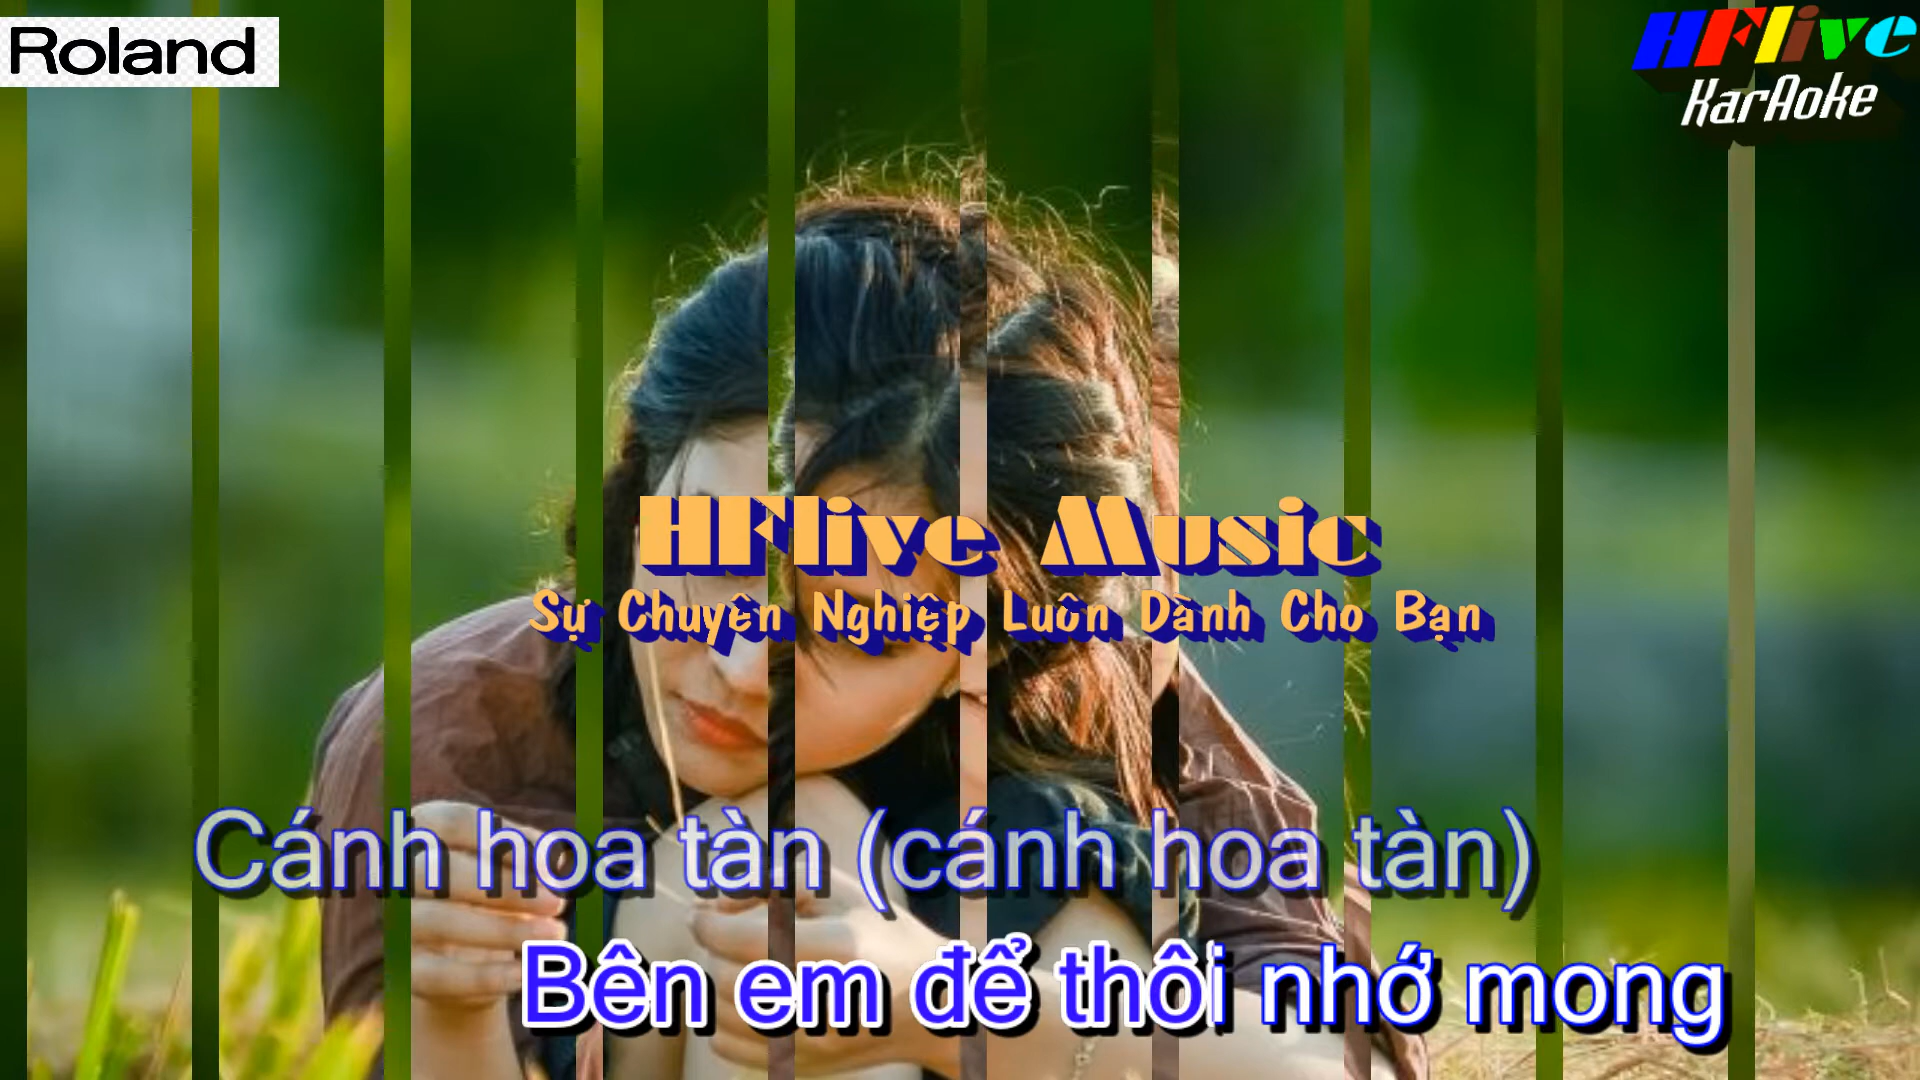 Roland
HFlive
KarAoke
HFlive Music
Sự Chuyên Nghiệp Luôn Dành Cho Bạn
Cánh hoa tàn (cánh hoa tàn)
Bên em để thôi nhớ mong